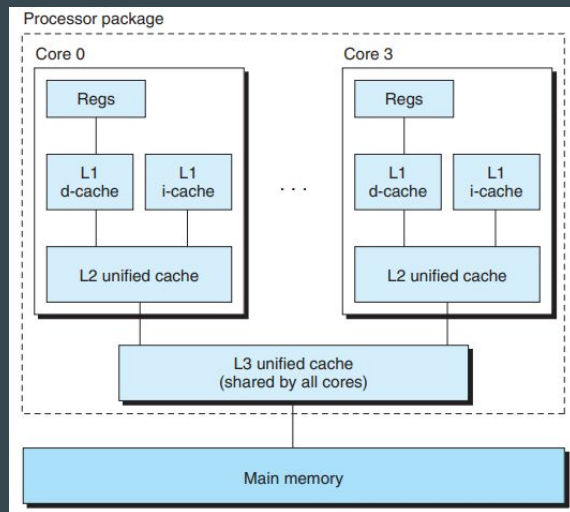 Processor package
Core 0
Regs
L1
d-cache
L1
i-cache
L2 unified cache
. . .
Core 3
Regs
L1
d-cache
L1
i-cache
L2 unified cache
L3 unified cache
(shared by all cores)
Main memory